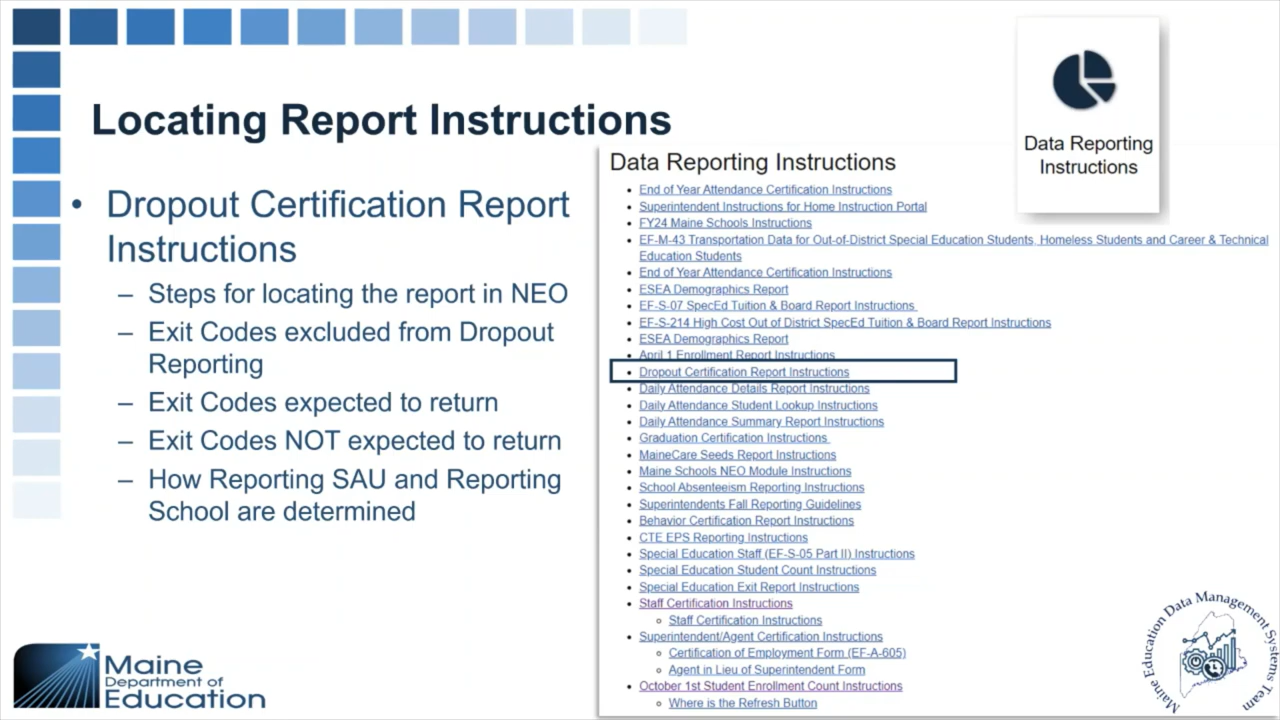 Locating Report Instructions
• Dropout Certification Report
Instructions
– Steps for locating the report in NEO
– Exit Codes excluded from Dropout
Reporting
– Exit Codes expected to return
– Exit Codes NOT expected to return
– How Reporting SAU and Reporting
School are determined
Data Reporting
Instructions
Data Reporting Instructions
• End of Year Attendance Certification Instructions
• Superintendent Instructions for Home Instruction Portal
• FY24 Maine Schools Instructions
• EF-M-43 Transportation Data for Out-of-District Special Education Students, Homeless Students and Career & Technical
Education Students
• End of Year Attendance Certification Instructions
• ESEA Demographics Report
• EF-S-07 SpecEd Tuition & Board Report Instructions
• EF-S-214 High Cost Out of District SpecEd Tuition & Board Report Instructions
• ESEA Demographics Report
• April 1 Enrollment Report Instructions
• Dropout Certification Report Instructions
• Daily Attendance Details Report Instructions
• Daily Attendance Student Lookup Instructions
• Daily Attendance Summary Report Instructions
• Graduation Certification Instructions
• MaineCare Seeds Report Instructions
• Maine Schools NEO Module Instructions
• School Absenteeism Reporting Instructions
• Superintendents Fall Reporting Guidelines
• Behavior Certification Report Instructions
• CTE EPS Reporting Instructions
• Special Education Staff (EF-S-05 Part II) Instructions
• Special Education Student Count Instructions
• Special Education Exit Report Instructions
• Staff Certification Instructions
◦ Staff Certification Instructions
• Superintendent/Agent Certification Instructions
◦ Certification of Employment Form (EF-A-605)
◦ Agent in Lieu of Superintendent Form
• October 1st Student Enrollment Count Instructions
◦ Where is the Refresh Button
Maine
Department of
Education
Maine Education Data Management Systems Team